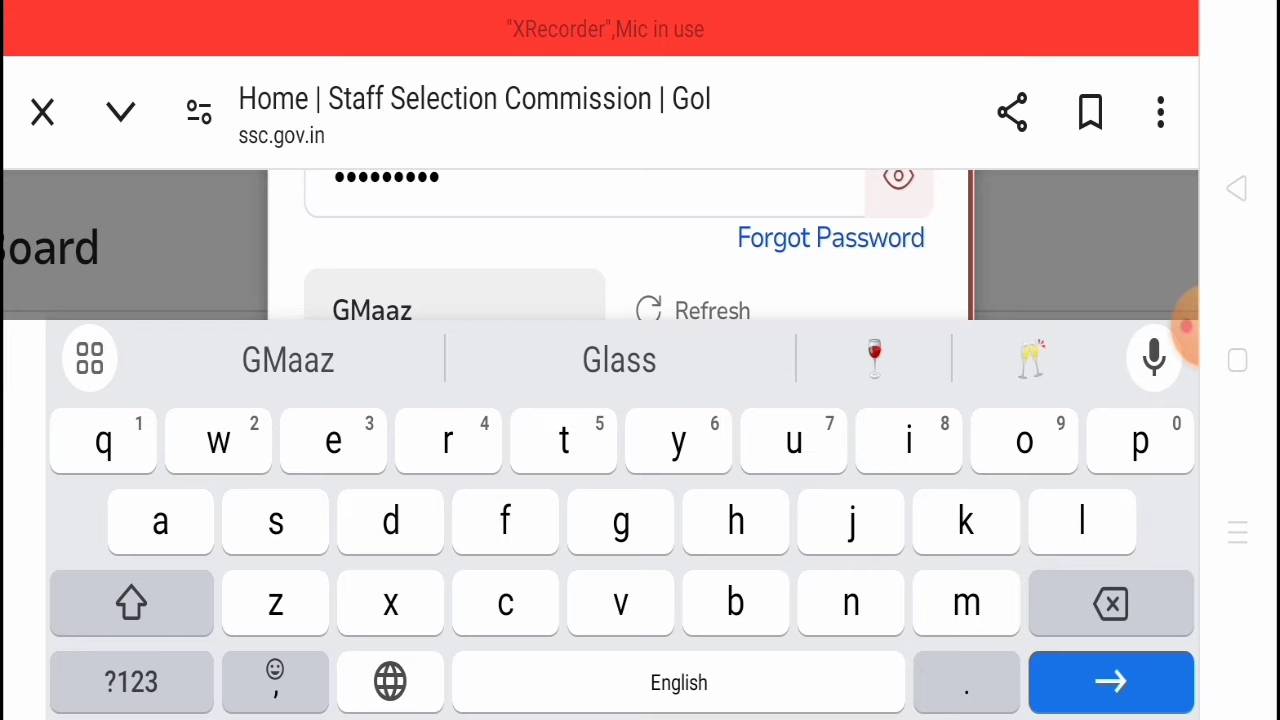 "XRecorder",Mic in use
Home | Staff Selection Commission | GoI
ssc.gov.in
•••••••••
Forgot Password
oard
GMaaz
Refresh
GMaaz Glass
q 1 w 2 e 3 r 4 t 5 y 6 u 7 i 8 o 9 p 0
a s d f g h j k l
z x c v b n m
?123 , English .